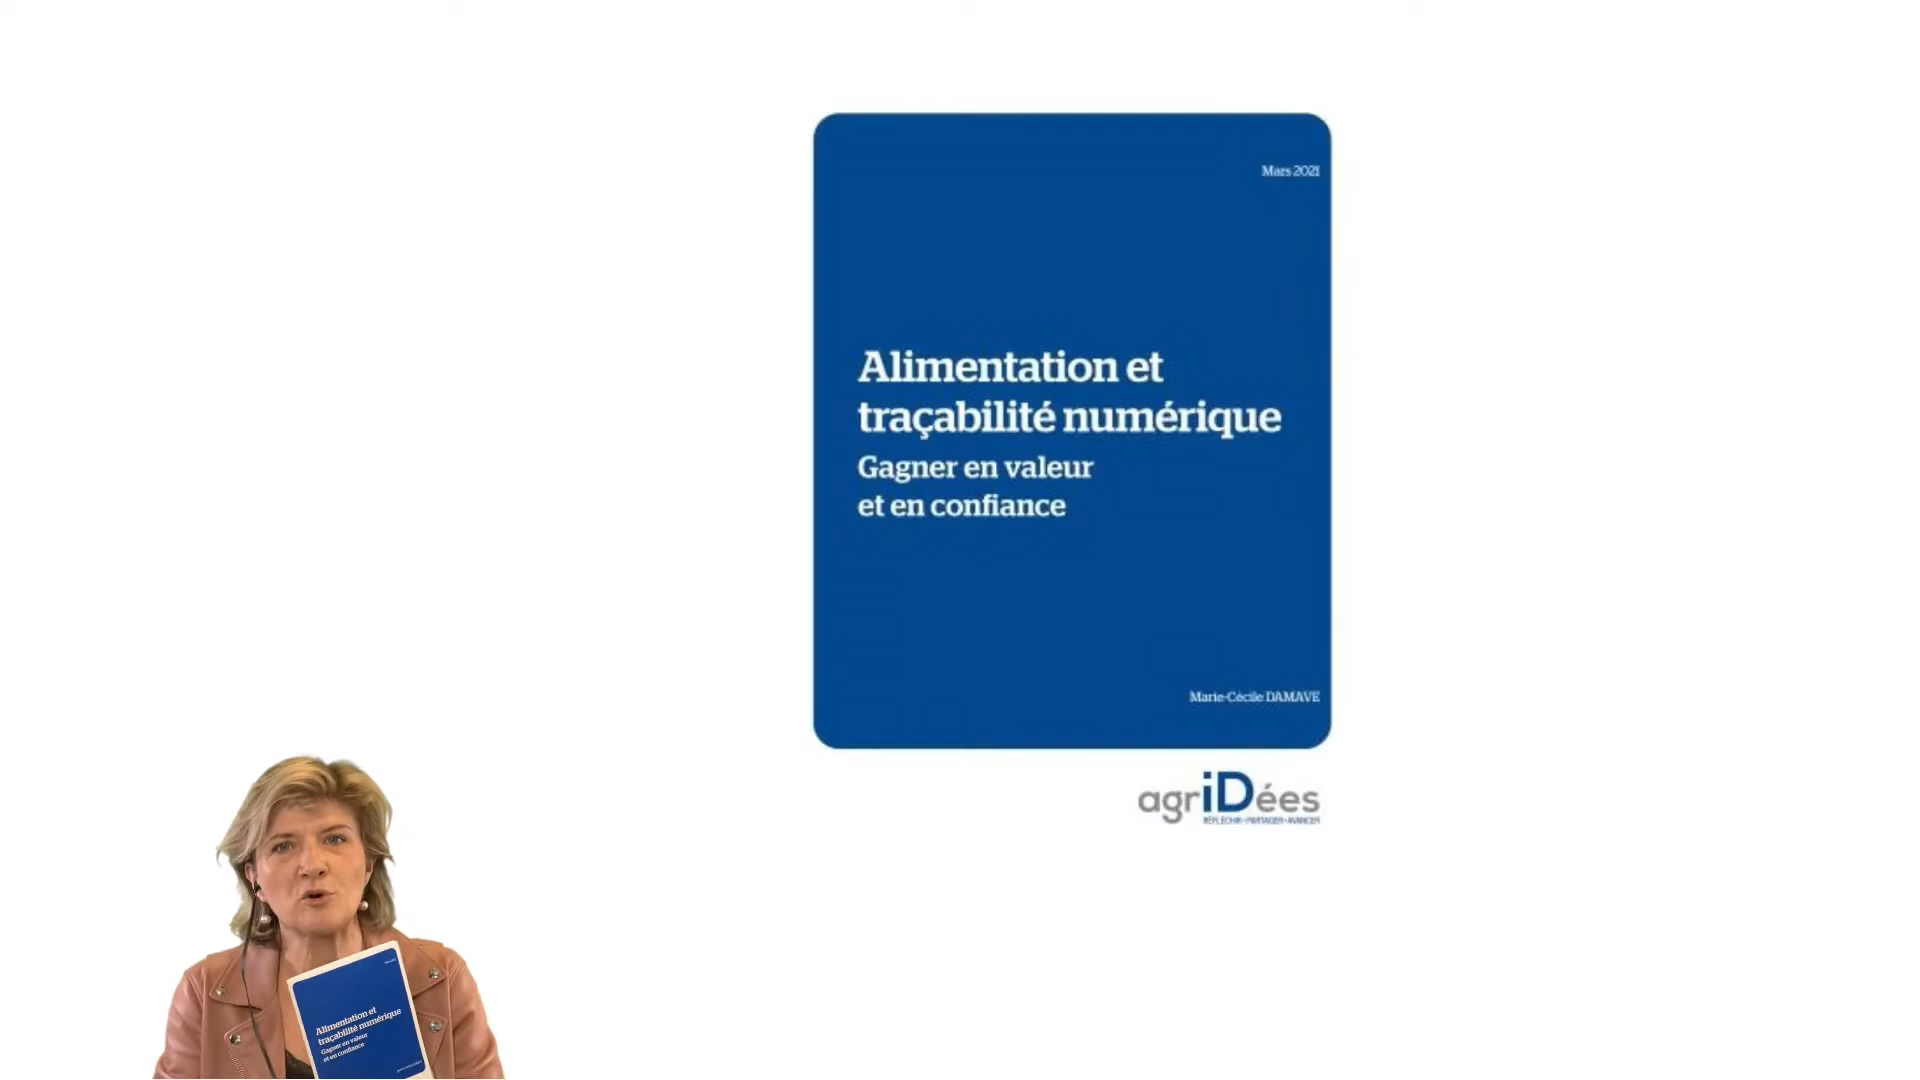 Mars 2021
Alimentation et
traçabilité numérique
Gagner en valeur
et en confiance
Marie-Cécile DAMAVE
agriDées
RÉFLÉCHIR • PARTAGER • AVANCER
Alimentation et
traçabilité numérique
Gagner en valeur
et en confiance